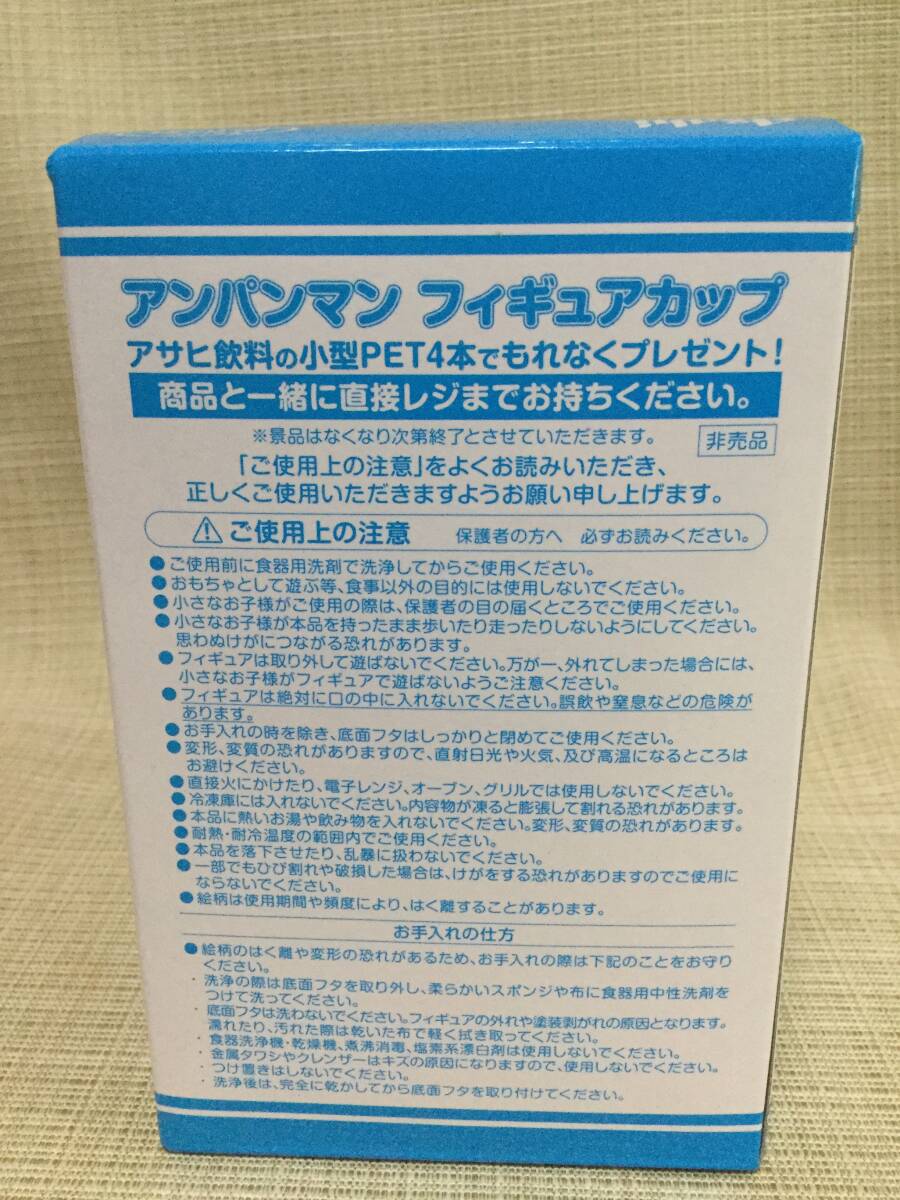 アンパンマン フィギュアカップ
アサヒ飲料の小型PET4本でもれなくプレゼント!
商品と一緒に直接レジまでお持ちください。
※景品はなくなり次第終了とさせていただきます。 非売品
「ご使用上の注意」をよくお読みいただき、
正しくご使用いただきますようお願い申し上げます。
⚠ ご使用上の注意 保護者の方へ 必ずお読みください。
●ご使用前に食器用洗剤で洗浄してからご使用ください。
●おもちゃとして遊ぶ等、食事以外の目的には使用しないでください。
●小さなお子様がご使用の際は、保護者の目の届くところでご使用ください。
●小さなお子様が本品を持ったまま歩いたり走ったりしないようにしてください。
思わぬけがにつながる恐れがあります。
●フィギュアは取り外して遊ばないでください。万が一、外れてしまった場合には、
小さなお子様がフィギュアで遊ばないようご注意ください。
●フィギュアは絶対に口の中に入れないでください。誤飲や窒息などの危険が
あります。
●お手入れの時を除き、底面フタはしっかりと閉めてご使用ください。
●変形、変質の恐れがありますので、直射日光や火気、及び高温になるところは
お避けください。
●直接火にかけたり、電子レンジ、オーブン、グリルでは使用しないでください。
●冷凍庫には入れないでください。内容物が凍ると膨張して割れる恐れがあります。
●本品に熱いお湯や飲み物を入れないでください。変形、変質の恐れがあります。
●耐熱・耐冷温度の範囲内でご使用ください。
●本品を落下させたり、乱暴に扱わないでください。
●一部でもひび割れや破損した場合は、けがをする恐れがありますのでご使用に
ならないでください。
●絵柄は使用期間や頻度により、はく離することがあります。
お手入れの仕方
●絵柄のはく離や変形の恐れがあるため、お手入れの際は下記のことをお守り
ください。
・洗浄の際は底面フタを取り外し、柔らかいスポンジや布に食器用中性洗剤を
つけて洗ってください。
・底面フタは洗わないでください。フィギュアの外れや塗装剥がれの原因となります。
濡れたり、汚れた際は乾いた布で軽く拭き取ってください。
・食器洗浄機・乾燥機、煮沸消毒、塩素系漂白剤は使用しないでください。
・金属タワシやクレンザーはキズの原因になりますので、使用しないでください。
・つけ置きはしないでください。
・洗浄後は、完全に乾かしてから底面フタを取り付けてください。